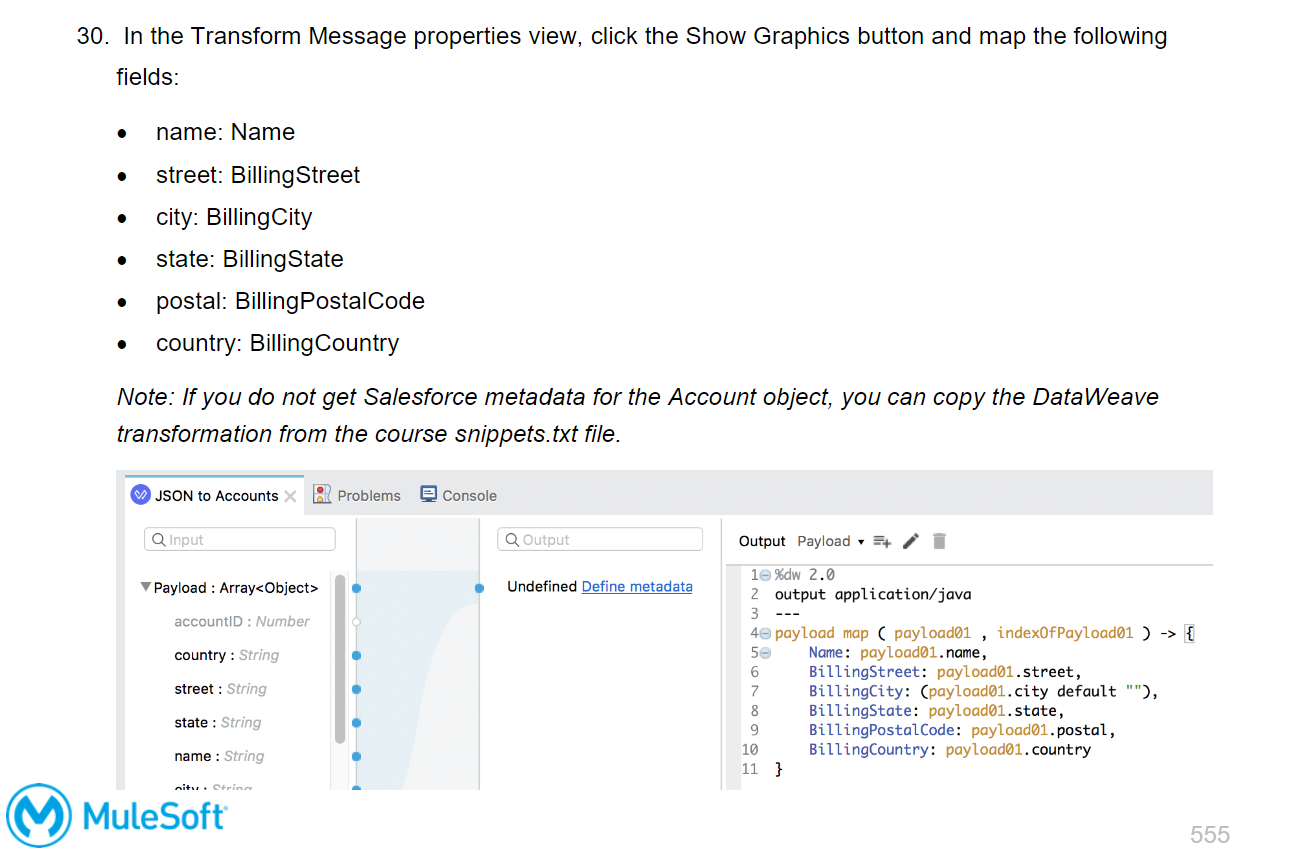 30. In the Transform Message properties view, click the Show Graphics button and map the following
fields:
● name: Name
● street: BillingStreet
● city: BillingCity
● state: BillingState
● postal: BillingPostalCode
● country: BillingCountry
Note: If you do not get Salesforce metadata for the Account object, you can copy the DataWeave
transformation from the course snippets.txt file.
JSON to Accounts Problems Console
Input
Payload : Array<Object>
accountID : Number
country : String
street : String
state : String
name : String
city : String
Output
Undefined Define metadata
Output Payload
1 %dw 2.0
2 output application/java
3 ---
4 payload map ( payload01 , indexOfPayload01 ) -> {
5 Name: payload01.name,
6 BillingStreet: payload01.street,
7 BillingCity: (payload01.city default ""),
8 BillingState: payload01.state,
9 BillingPostalCode: payload01.postal,
10 BillingCountry: payload01.country
11 }
MuleSoft
555